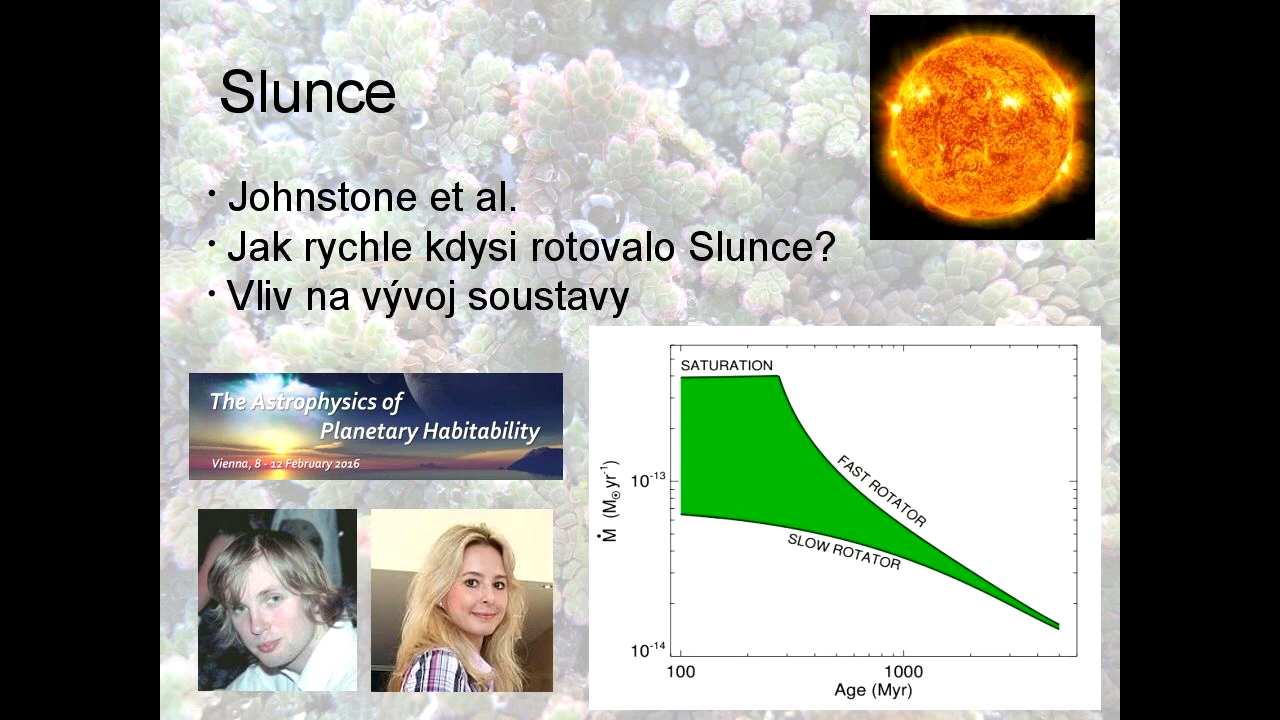 Slunce
• Johnstone et al.
• Jak rychle kdysi rotovalo Slunce?
• Vliv na vývoj soustavy
The Astrophysics of
Planetary Habitability
Vienna, 8 - 12 February 2016
SATURATION
FAST ROTATOR
SLOW ROTATOR
Ṁ (M☉ yr⁻¹)
10⁻¹³
10⁻¹⁴
100 1000
Age (Myr)